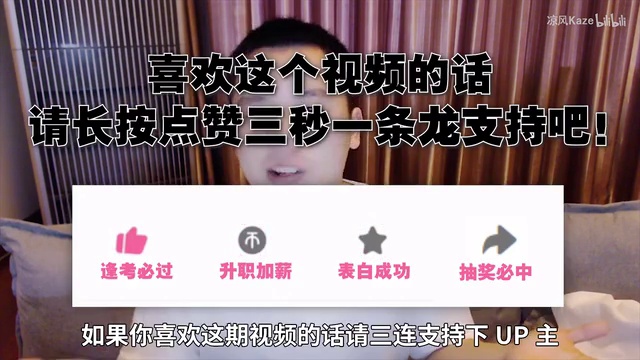 凉风Kaze bilibili
喜欢这个视频的话
请长按点赞三秒一条龙支持吧!
逢考必过
升职加薪
表白成功
抽奖必中
如果你喜欢这期视频的话请三连支持下 UP 主